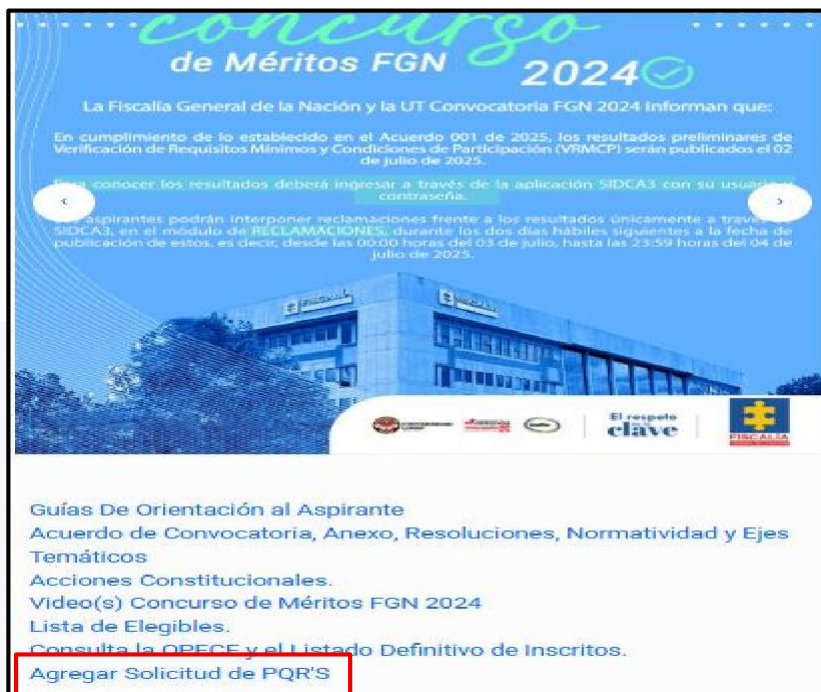 concurso
de Méritos FGN
2024
La Fiscalía General de la Nación y la UT Convocatoria FGN 2024 Informan que:
En cumplimiento de lo establecido en el Acuerdo 001 de 2025, los resultados preliminares de
Verificación de Requisitos Mínimos y Condiciones de Participación (VRMCP) serán publicados el 02
de julio de 2025.
Para conocer los resultados deberá ingresar a través de la aplicación SIDCA3 con su usuario y
contraseña.
aspirantes podrán interponer reclamaciones frente a los resultados únicamente a través
SIDCA3, en el módulo de RECLAMACIONES, durante los dos días hábiles siguientes a la fecha de
publicación de estos, es decir, desde las 00:00 horas del 03 de julio, hasta las 23:59 horas del 04 de
julio de 2025.
El respeto
clave
FISCALÍA
Guías De Orientación al Aspirante
Acuerdo de Convocatoria, Anexo, Resoluciones, Normatividad y Ejes
Temáticos
Acciones Constitucionales.
Video(s) Concurso de Méritos FGN 2024
Lista de Elegibles.
Consulta la OPECE y el Listado Definitivo de Inscritos.
Agregar Solicitud de PQR'S